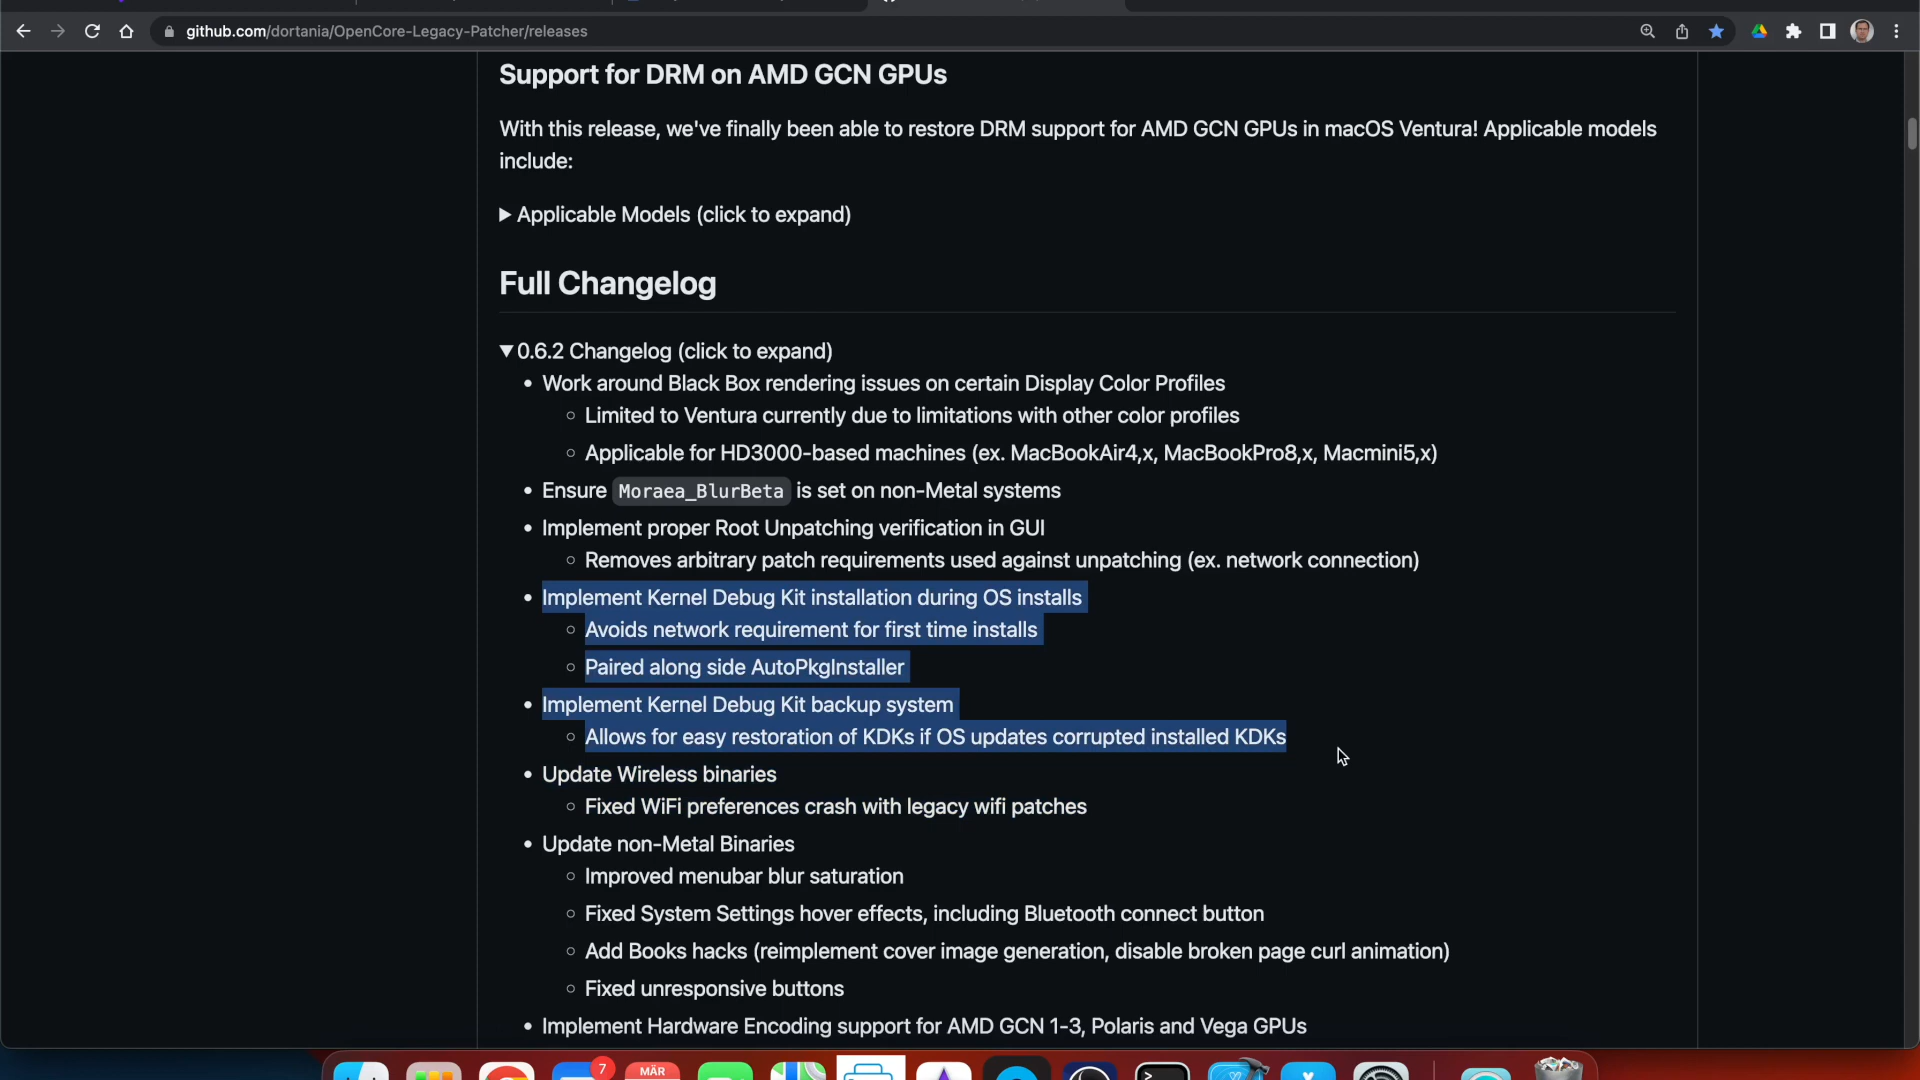 github.com/dortania/OpenCore-Legacy-Patcher/releases
Support for DRM on AMD GCN GPUs
With this release, we've finally been able to restore DRM support for AMD GCN GPUs in macOS Ventura! Applicable models
include:
Applicable Models (click to expand)
Full Changelog
0.6.2 Changelog (click to expand)
Work around Black Box rendering issues on certain Display Color Profiles
Limited to Ventura currently due to limitations with other color profiles
Applicable for HD3000-based machines (ex. MacBookAir4,x, MacBookPro8,x, Macmini5,x)
Ensure Moraea_BlurBeta is set on non-Metal systems
Implement proper Root Unpatching verification in GUI
Removes arbitrary patch requirements used against unpatching (ex. network connection)
Implement Kernel Debug Kit installation during OS installs
Avoids network requirement for first time installs
Paired along side AutoPkgInstaller
Implement Kernel Debug Kit backup system
Allows for easy restoration of KDKs if OS updates corrupted installed KDKs
Update Wireless binaries
Fixed WiFi preferences crash with legacy wifi patches
Update non-Metal Binaries
Improved menubar blur saturation
Fixed System Settings hover effects, including Bluetooth connect button
Add Books hacks (reimplement cover image generation, disable broken page curl animation)
Fixed unresponsive buttons
Implement Hardware Encoding support for AMD GCN 1-3, Polaris and Vega GPUs
7
MÄR